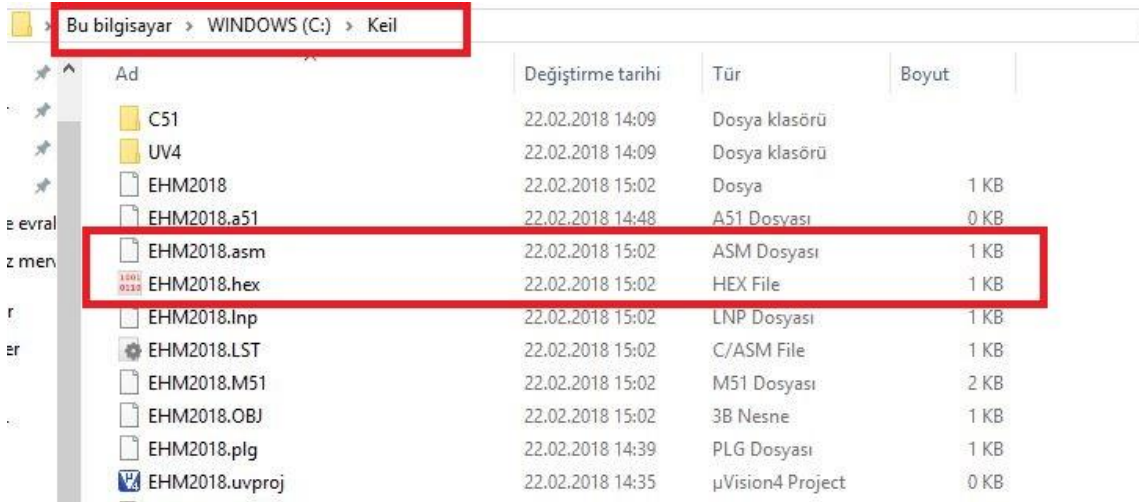 Bu bilgisayar > WINDOWS (C:) > Keil
Ad Değiştirme tarihi Tür Boyut
C51 22.02.2018 14:09 Dosya klasörü
UV4 22.02.2018 14:09 Dosya klasörü
EHM2018 22.02.2018 15:02 Dosya 1 KB
e evral EHM2018.a51 22.02.2018 14:48 A51 Dosyası 0 KB
EHM2018.asm 22.02.2018 15:02 ASM Dosyası 1 KB
z merv EHM2018.hex 22.02.2018 15:02 HEX File 1 KB
r EHM2018.lnp 22.02.2018 15:02 LNP Dosyası 1 KB
er EHM2018.LST 22.02.2018 15:02 C/ASM File 1 KB
EHM2018.M51 22.02.2018 15:02 M51 Dosyası 2 KB
EHM2018.OBJ 22.02.2018 15:02 3B Nesne 1 KB
EHM2018.plg 22.02.2018 14:39 PLG Dosyası 1 KB
EHM2018.uvproj 22.02.2018 14:35 µVision4 Project 0 KB